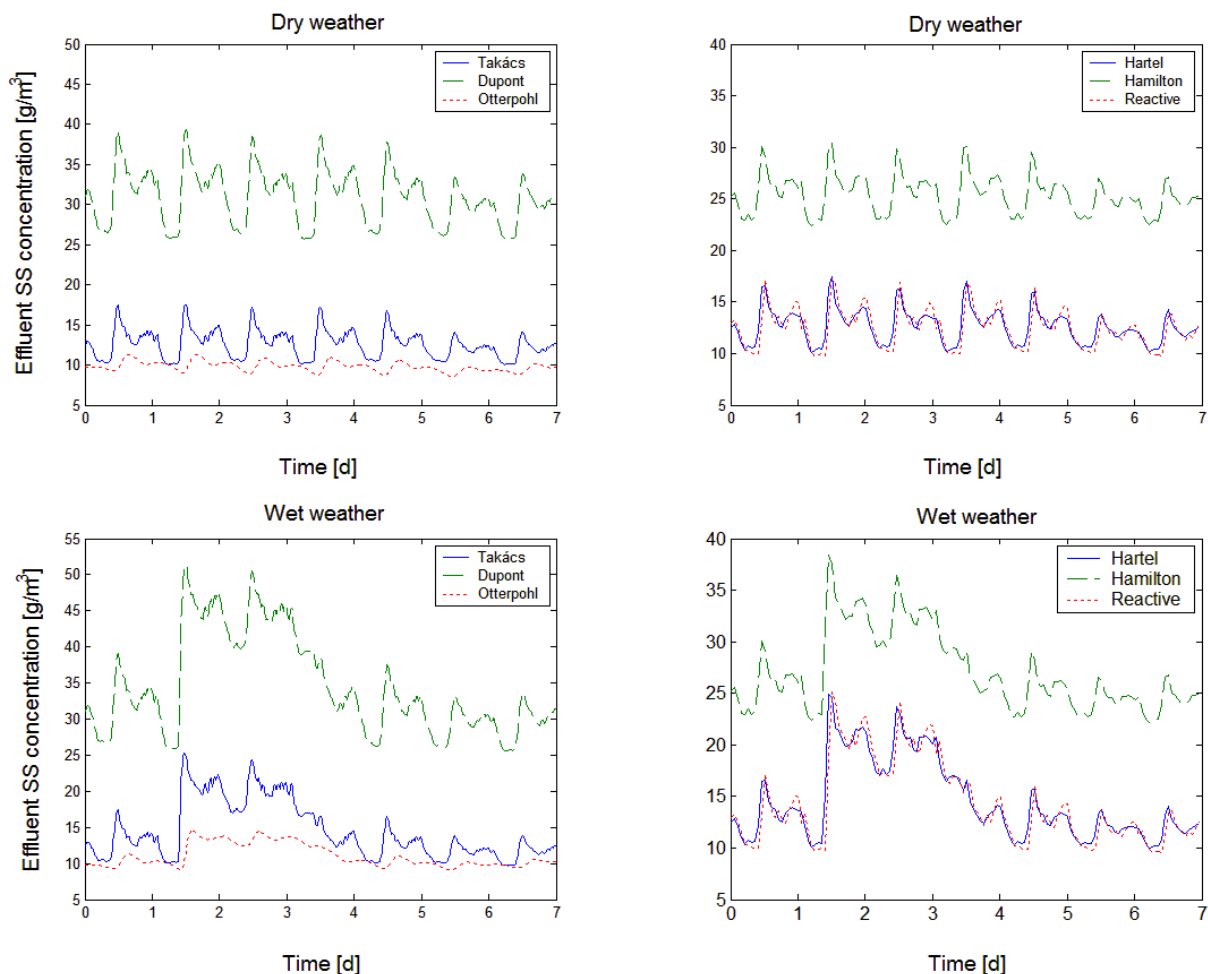 Dry weather
Effluent SS concentration [g/m³]
50
45
40
35
30
25
20
15
10
5
0 1 2 3 4 5 6 7
Takács
Dupont
Otterpohl
Time [d]
Dry weather
40
35
30
25
20
15
10
5
0 1 2 3 4 5 6 7
Hartel
Hamilton
Reactive
Time [d]
Wet weather
Effluent SS concentration [g/m³]
55
50
45
40
35
30
25
20
15
10
5
0 1 2 3 4 5 6 7
Takács
Dupont
Otterpohl
Time [d]
Wet weather
40
35
30
25
20
15
10
5
0 1 2 3 4 5 6 7
Hartel
Hamilton
Reactive
Time [d]